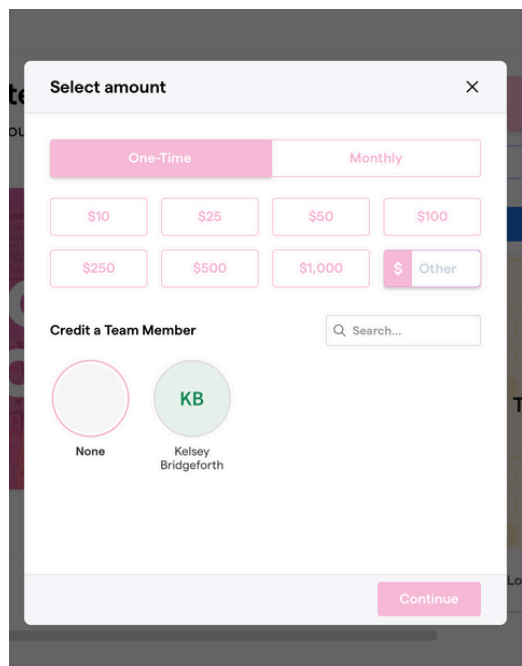 Select amount
One-Time
Monthly
$10
$25
$50
$100
$250
$500
$1,000
$ Other
Credit a Team Member
Search...
None
KB
Kelsey
Bridgeforth
Continue